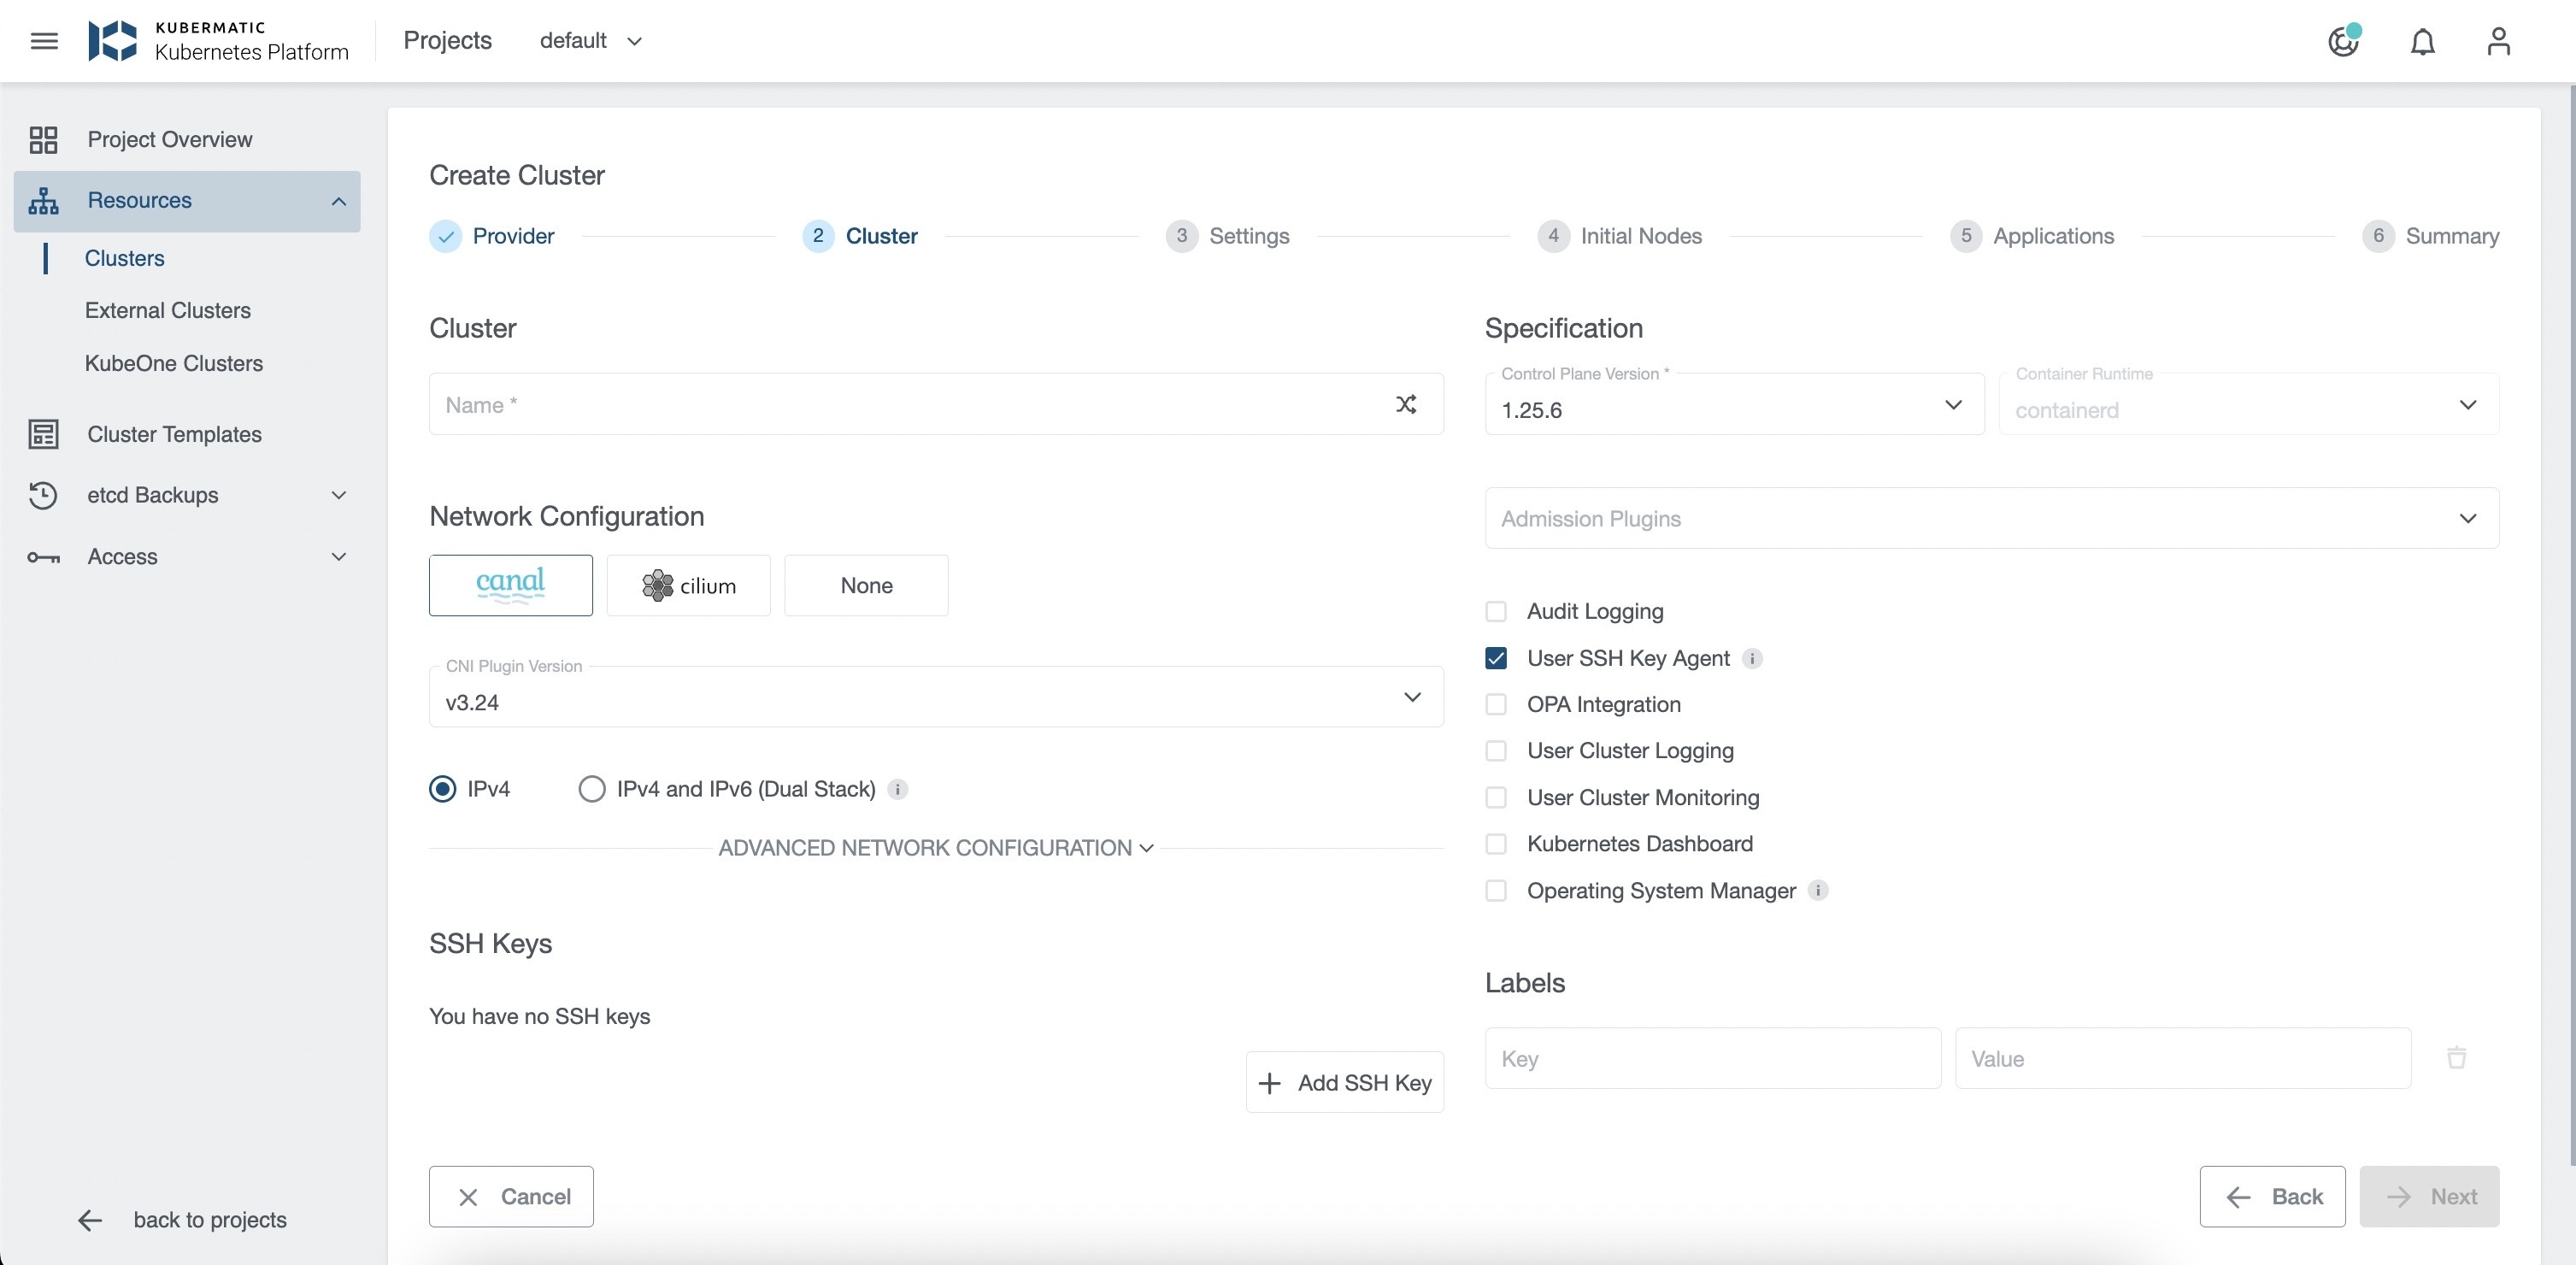 KUBERMATIC
Kubernetes Platform
Projects
default
Project Overview
Resources
Clusters
External Clusters
KubeOne Clusters
Cluster Templates
etcd Backups
Access
back to projects
Create Cluster
Provider
2 Cluster
3 Settings
4 Initial Nodes
5 Applications
6 Summary
Cluster
Name *
Network Configuration
canal
cilium
None
CNI Plugin Version
v3.24
IPv4
IPv4 and IPv6 (Dual Stack) i
ADVANCED NETWORK CONFIGURATION
SSH Keys
You have no SSH keys
Add SSH Key
Specification
Control Plane Version *
1.25.6
Container Runtime
containerd
Admission Plugins
Audit Logging
User SSH Key Agent i
OPA Integration
User Cluster Logging
User Cluster Monitoring
Kubernetes Dashboard
Operating System Manager i
Labels
Key
Value
Cancel
Back
Next